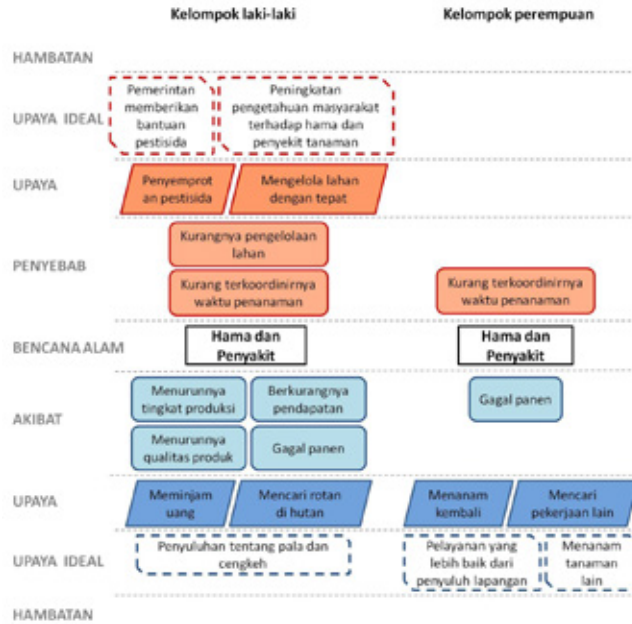 Kelompok laki-laki
Kelompok perempuan
HAMBATAN
UPAYA IDEAL
Pemerintan
memberikan
bantuan
pestisida
Peningkatan
pengetahuan masyarakat
terhadap hama dan
penyekit tanaman
UPAYA
Penyemprot
an pestisida
Mengelola lahan
dengan tepat
PENYEBAB
Kurangnya pengelolaan
lahan
Kurang terkoordinirnya
waktu penanaman
Kurang terkoordinirnya
waktu penanaman
BENCANA ALAM
Hama dan
Penyakit
Hama dan
Penyakit
AKIBAT
Menurunnya
tingkat produksi
Berkurangnya
pendapatan
Menurunnya
qualitas produk
Gagal panen
Gagal panen
UPAYA
Meminjam
uang
Mencari rotan
di hutan
Menanam
kembali
Mencari
pekerjaan lain
UPAYA IDEAL
Penyuluhan tentang pala dan
cengkeh
Pelayanan yang
lebih baik dari
penyuluh lapangan
Menanam
tanaman
lain
HAMBATAN